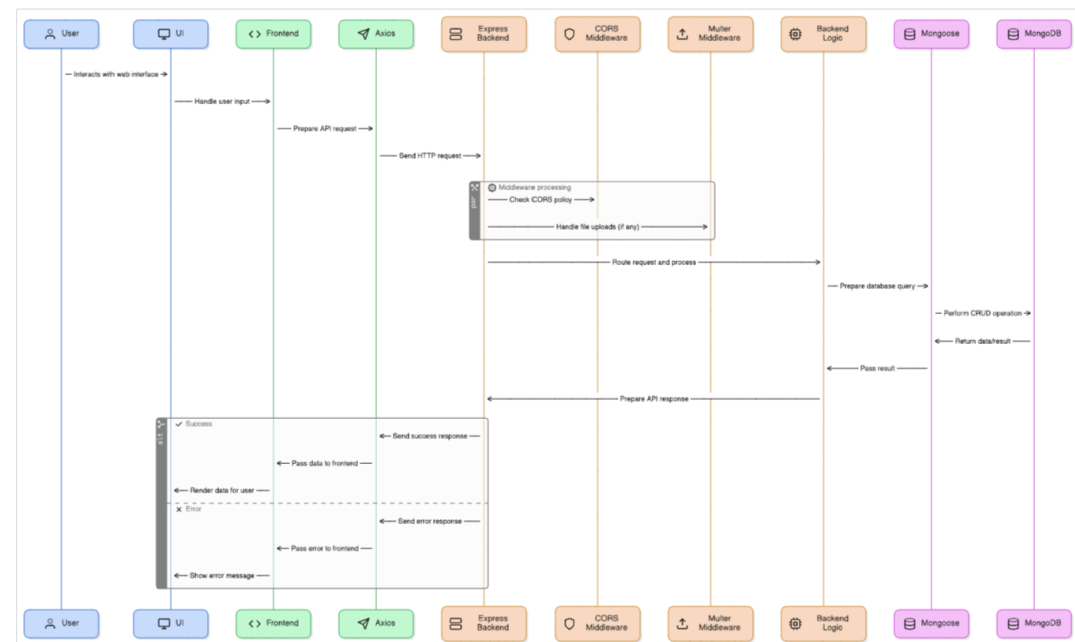 User
UI
Frontend
Axios
Express
Backend
CORS
Middleware
Multer
Middleware
Backend
Logic
Mongoose
MongoDB
Interacts with web interface
Handle user input
Prepare API request
Send HTTP request
par
Middleware processing
Check CORS policy
Handle file uploads (if any)
Route request and process
Prepare database query
Perform CRUD operation
Return data/result
Pass result
Prepare API response
alt
Success
Send success response
Pass data to frontend
Render data for user
Error
Send error response
Pass error to frontend
Show error message
User
UI
Frontend
Axios
Express
Backend
CORS
Middleware
Multer
Middleware
Backend
Logic
Mongoose
MongoDB